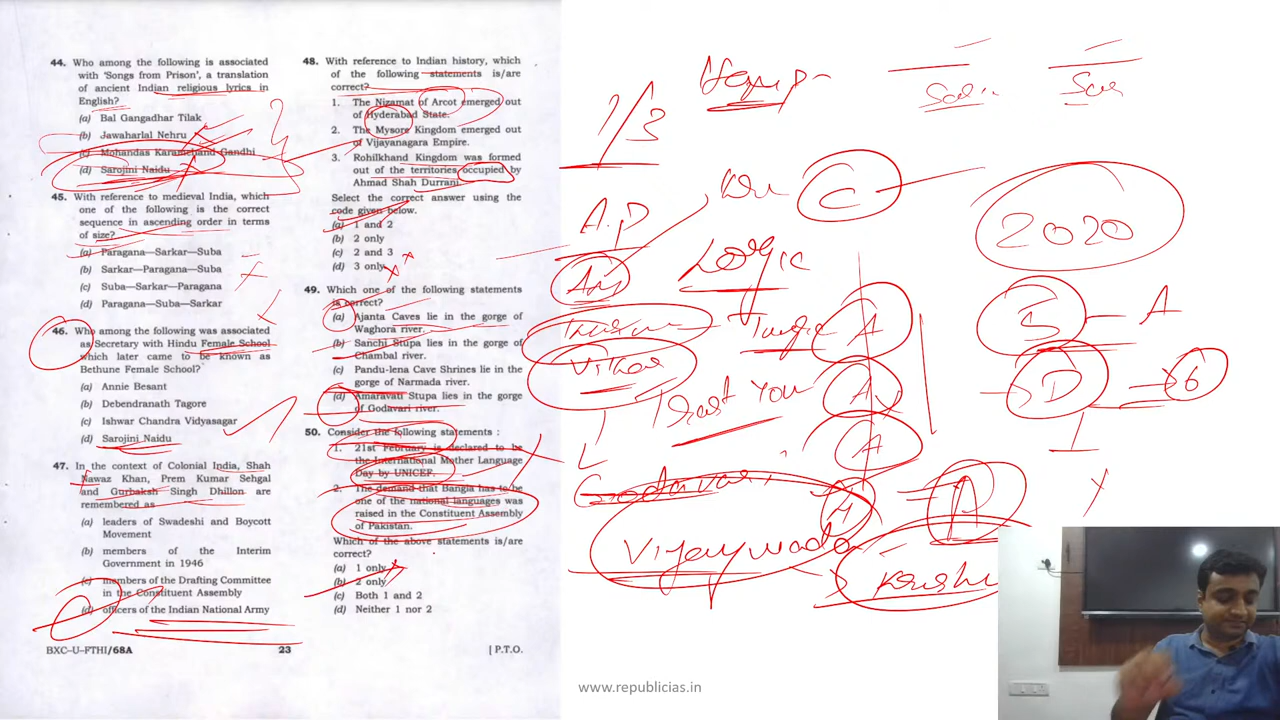 44. Who among the following is associated
with 'Songs from Prison', a translation
of ancient Indian religious lyrics in
English?
(a) Bal Gangadhar Tilak
(b) Jawaharlal Nehru
(c) Mohandas Karamchand Gandhi
(d) Sarojini Naidu
45. With reference to medieval India, which
one of the following is the correct
sequence in ascending order in terms
of size?
(a) Paragana—Sarkar—Suba
(b) Sarkar—Paragana—Suba
(c) Suba—Sarkar—Paragana
(d) Paragana—Suba—Sarkar
46. Who among the following was associated
as Secretary with Hindu Female School
which later came to be known as
Bethune Female School?
(a) Annie Besant
(b) Debendranath Tagore
(c) Ishwar Chandra Vidyasagar
(d) Sarojini Naidu
47. In the context of Colonial India, Shah
Nawaz Khan, Prem Kumar Sehgal
and Gurbaksh Singh Dhillon are
remembered as
(a) leaders of Swadeshi and Boycott
Movement
(b) members of the Interim
Government in 1946
(c) members of the Drafting Committee
in the Constituent Assembly
(d) officers of the Indian National Army
BXC–U–FTHI/68A
23
48. With reference to Indian history, which
of the following statements is/are
correct?
1. The Nizamat of Arcot emerged out
of Hyderabad State.
2. The Mysore Kingdom emerged out
of Vijayanagara Empire.
3. Rohilkhand Kingdom was formed
out of the territories occupied by
Ahmad Shah Durrani.
Select the correct answer using the
code given below.
(a) 1 and 2
(b) 2 only
(c) 2 and 3
(d) 3 only
49. Which one of the following statements
is correct?
(a) Ajanta Caves lie in the gorge of
Waghora river.
(b) Sanchi Stupa lies in the gorge of
Chambal river.
(c) Pandu-lena Cave Shrines lie in the
gorge of Narmada river.
(d) Amaravati Stupa lies in the gorge
of Godavari river.
50. Consider the following statements :
1. 21st February is declared to be
the International Mother Language
Day by UNICEF.
2. The demand that Bangla has to be
one of the national languages was
raised in the Constituent Assembly
of Pakistan.
Which of the above statements is/are
correct?
(a) 1 only
(b) 2 only
(c) Both 1 and 2
(d) Neither 1 nor 2
[ P.T.O.
1/3
C
2020
A.P
Logic
B A
A
D 6
Trust You A
A
Godavari
A
Vijaywada
www.republicias.in